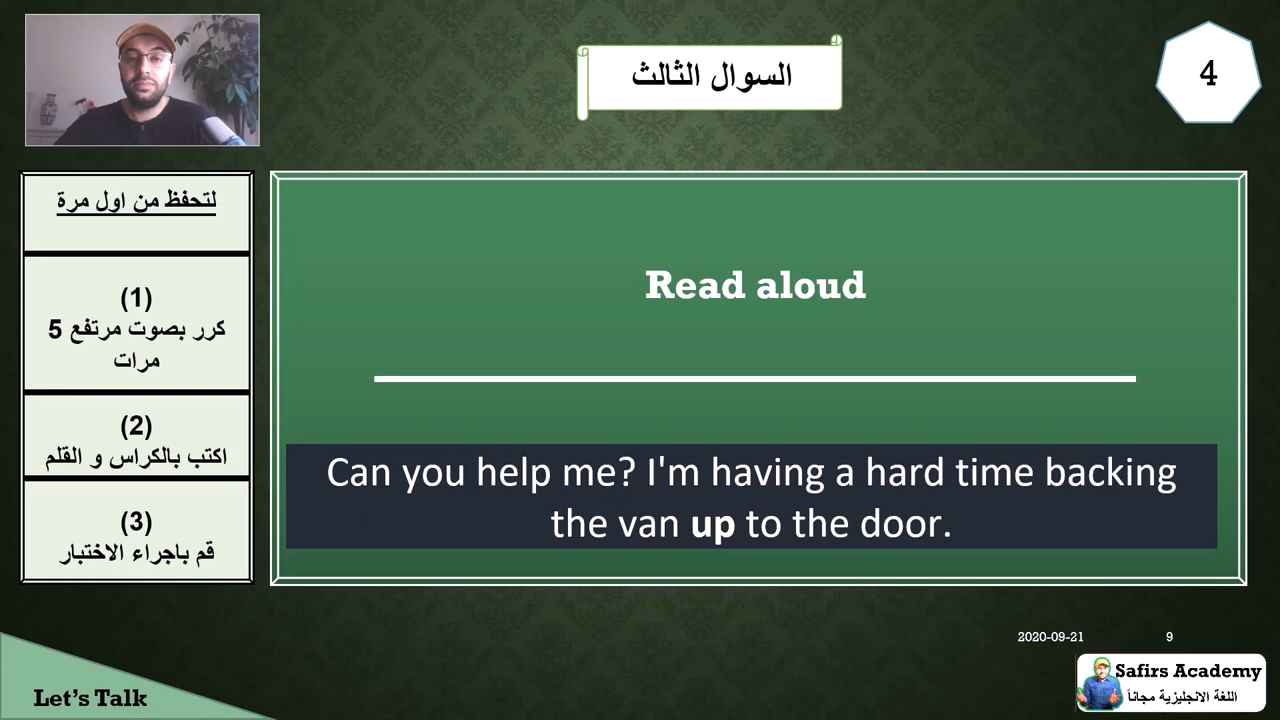 السوال الثالث
4
لتحفظ من اول مرة
(1)
كرر بصوت مرتفع 5
مرات
(2)
اكتب بالكراس و القلم
(3)
قم باجراء الاختبار
Read aloud
Can you help me? I'm having a hard time backing
the van up to the door.
2020-09-21
9
Let's Talk
Safirs Academy
اللغة الانجليزية مجاناً